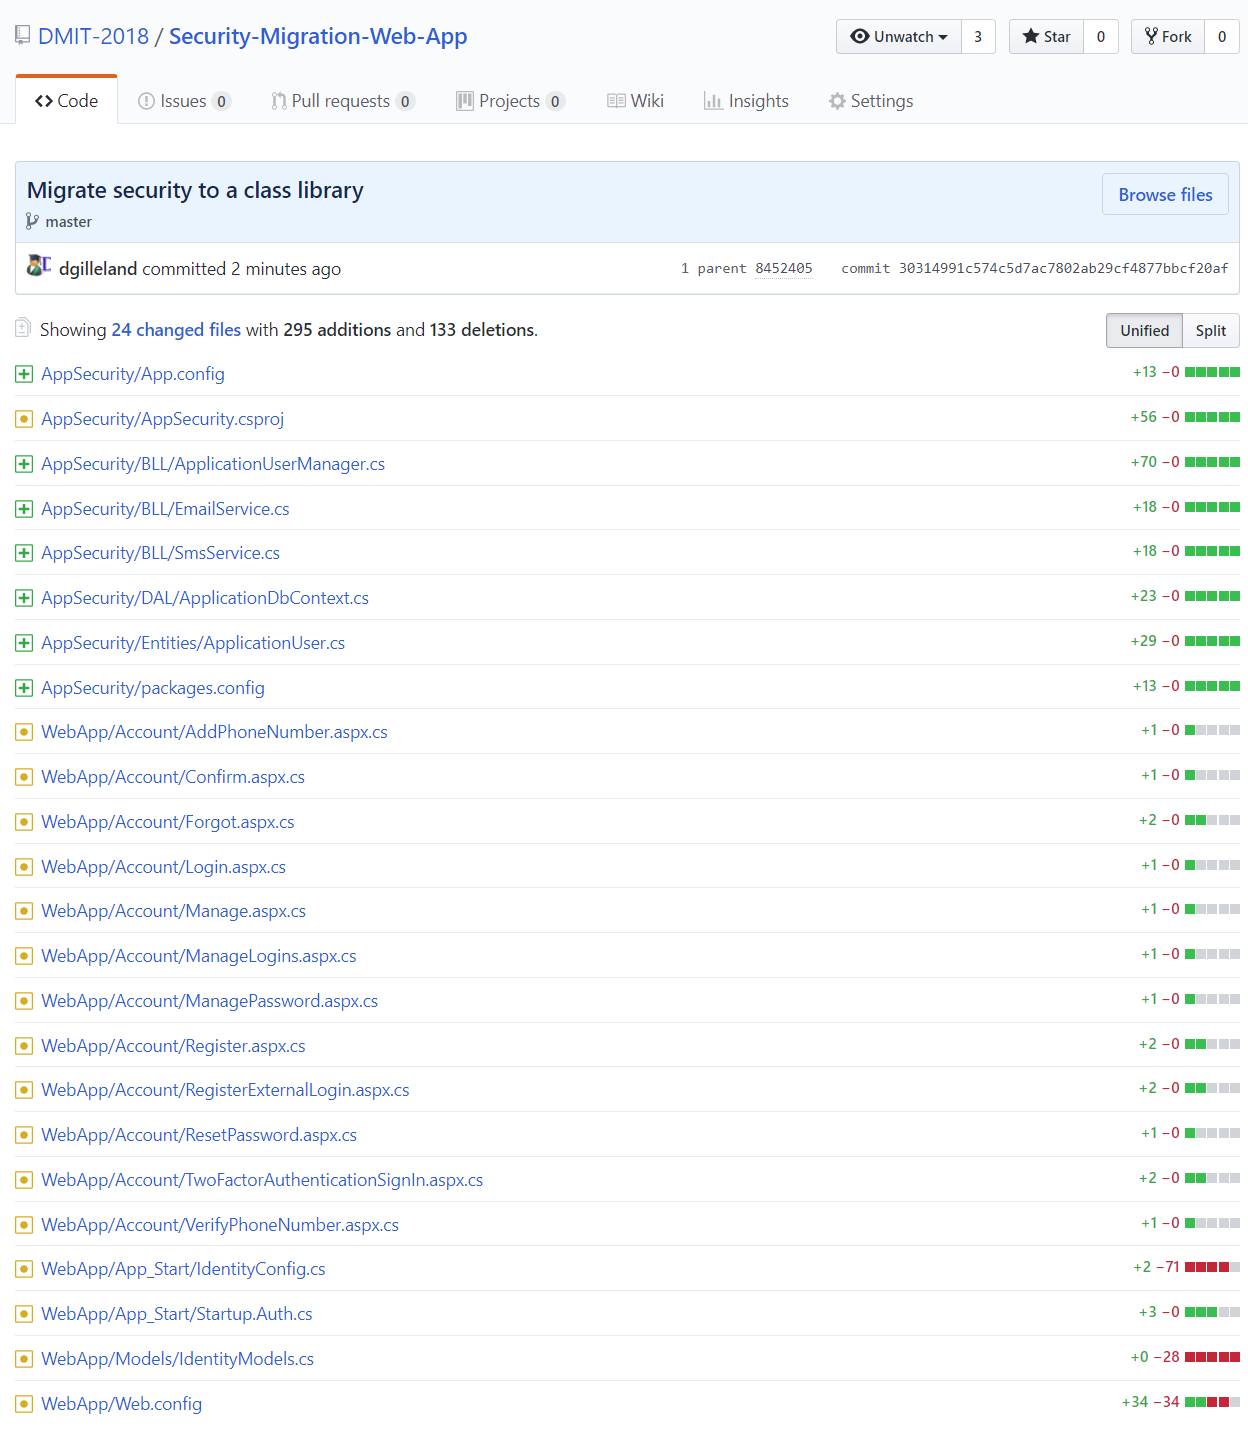 DMIT-2018 / Security-Migration-Web-App
Unwatch 3 Star 0 Fork 0
Code Issues 0 Pull requests 0 Projects 0 Wiki Insights Settings
Migrate security to a class library
Browse files
master
dgilleland committed 2 minutes ago 1 parent 8452405 commit 30314991c574c5d7ac7802ab29cf4877bbcf20af
Showing 24 changed files with 295 additions and 133 deletions. Unified Split
AppSecurity/App.config +13 −0
AppSecurity/AppSecurity.csproj +56 −0
AppSecurity/BLL/ApplicationUserManager.cs +70 −0
AppSecurity/BLL/EmailService.cs +18 −0
AppSecurity/BLL/SmsService.cs +18 −0
AppSecurity/DAL/ApplicationDbContext.cs +23 −0
AppSecurity/Entities/ApplicationUser.cs +29 −0
AppSecurity/packages.config +13 −0
WebApp/Account/AddPhoneNumber.aspx.cs +1 −0
WebApp/Account/Confirm.aspx.cs +1 −0
WebApp/Account/Forgot.aspx.cs +2 −0
WebApp/Account/Login.aspx.cs +1 −0
WebApp/Account/Manage.aspx.cs +1 −0
WebApp/Account/ManageLogins.aspx.cs +1 −0
WebApp/Account/ManagePassword.aspx.cs +1 −0
WebApp/Account/Register.aspx.cs +2 −0
WebApp/Account/RegisterExternalLogin.aspx.cs +2 −0
WebApp/Account/ResetPassword.aspx.cs +1 −0
WebApp/Account/TwoFactorAuthenticationSignIn.aspx.cs +2 −0
WebApp/Account/VerifyPhoneNumber.aspx.cs +1 −0
WebApp/App_Start/IdentityConfig.cs +2 −71
WebApp/App_Start/Startup.Auth.cs +3 −0
WebApp/Models/IdentityModels.cs +0 −28
WebApp/Web.config +34 −34